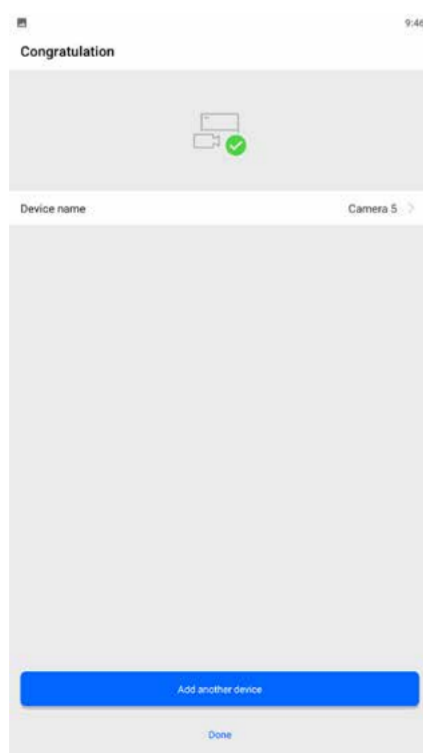 9:46
Congratulation
Device name Camera 5
Add another device
Done